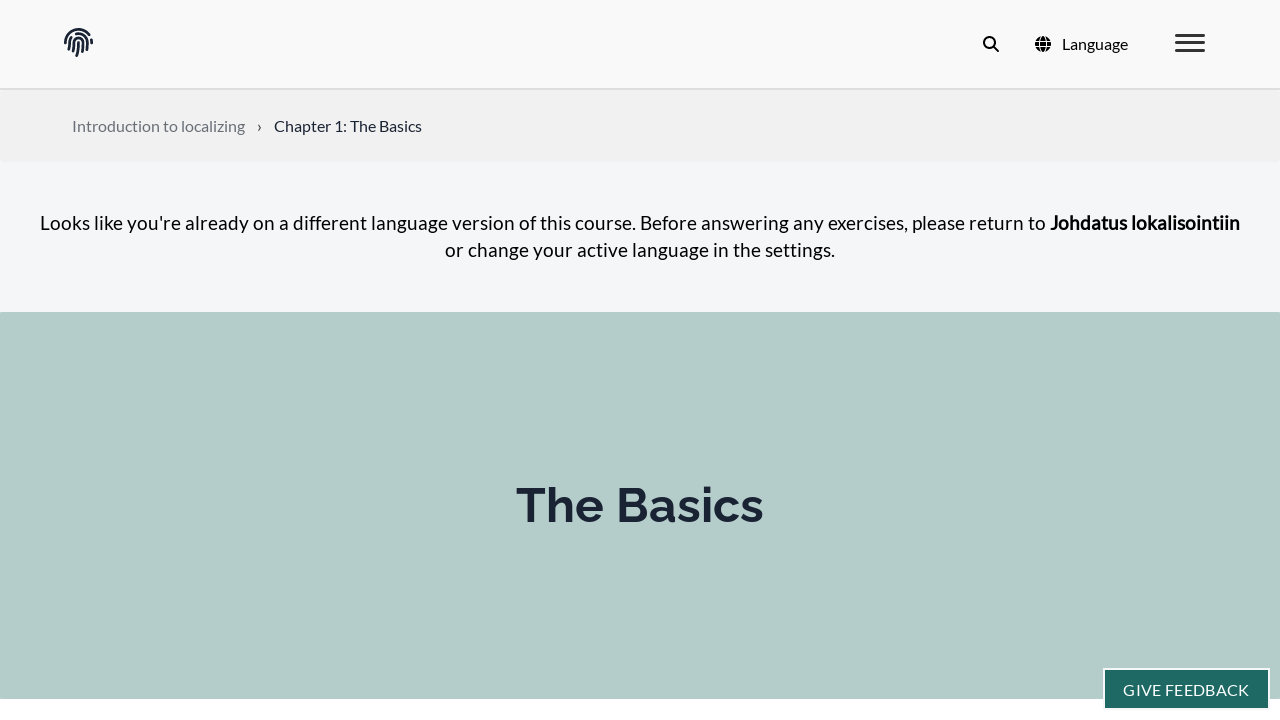 Language
Introduction to localizing › Chapter 1: The Basics
Looks like you're already on a different language version of this course. Before answering any exercises, please return to Johdatus lokalisointiin
or change your active language in the settings.
The Basics
GIVE FEEDBACK